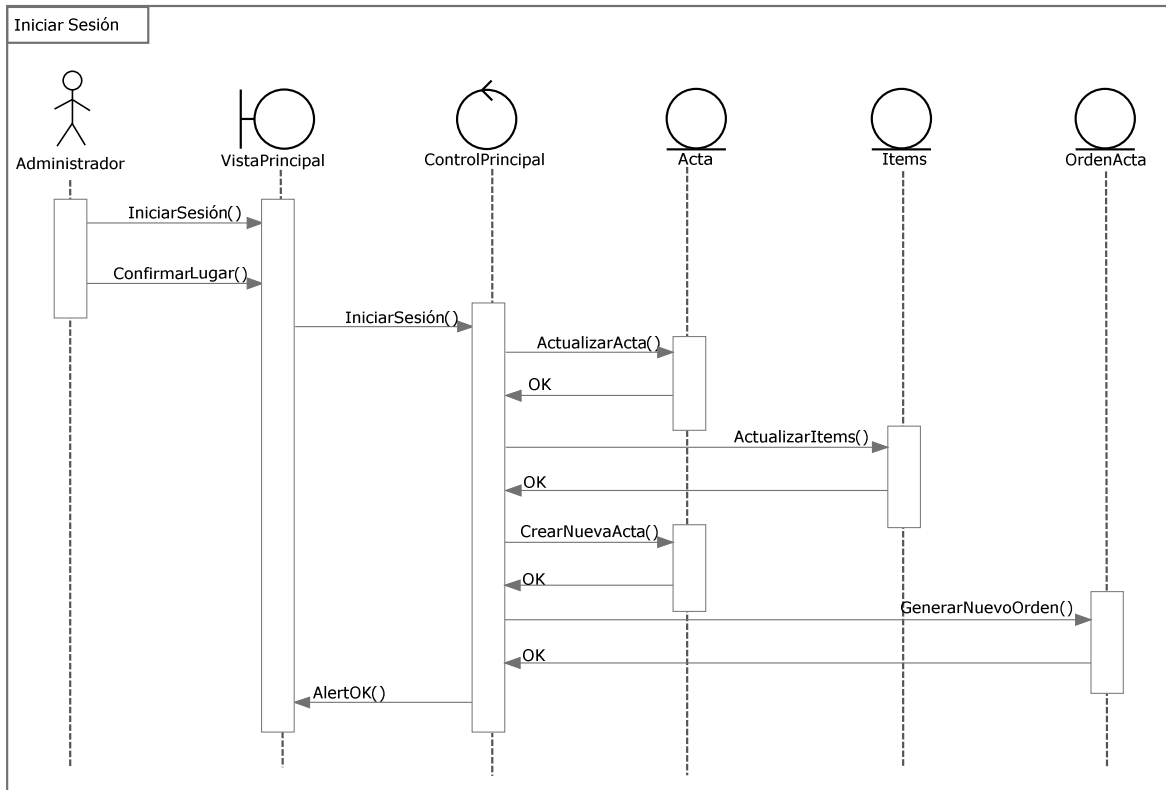 Iniciar Sesión
Administrador
VistaPrincipal
ControlPrincipal
Acta
Items
OrdenActa
IniciarSesión()
ConfirmarLugar()
IniciarSesión()
ActualizarActa()
OK
ActualizarItems()
OK
CrearNuevaActa()
OK
GenerarNuevoOrden()
OK
AlertOK()